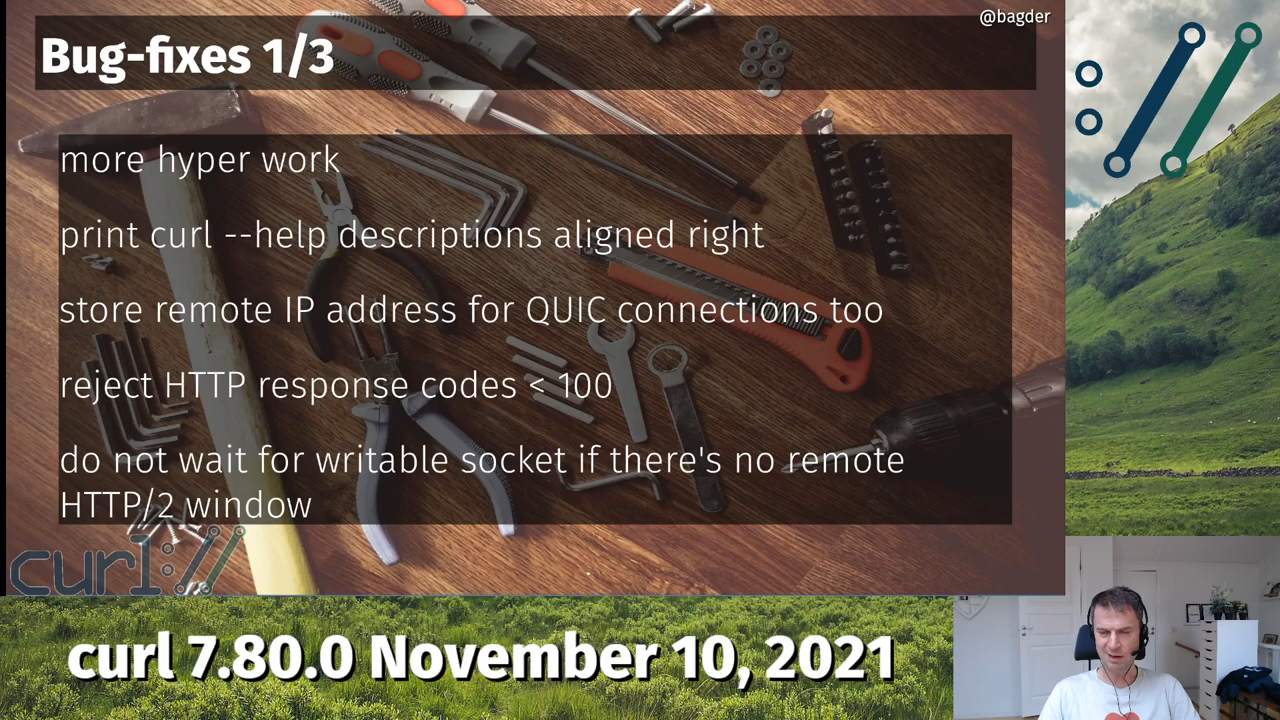 @bagder
Bug-fixes 1/3
more hyper work
print curl --help descriptions aligned right
store remote IP address for QUIC connections too
reject HTTP response codes < 100
do not wait for writable socket if there's no remote
HTTP/2 window
curl://
curl 7.80.0 November 10, 2021